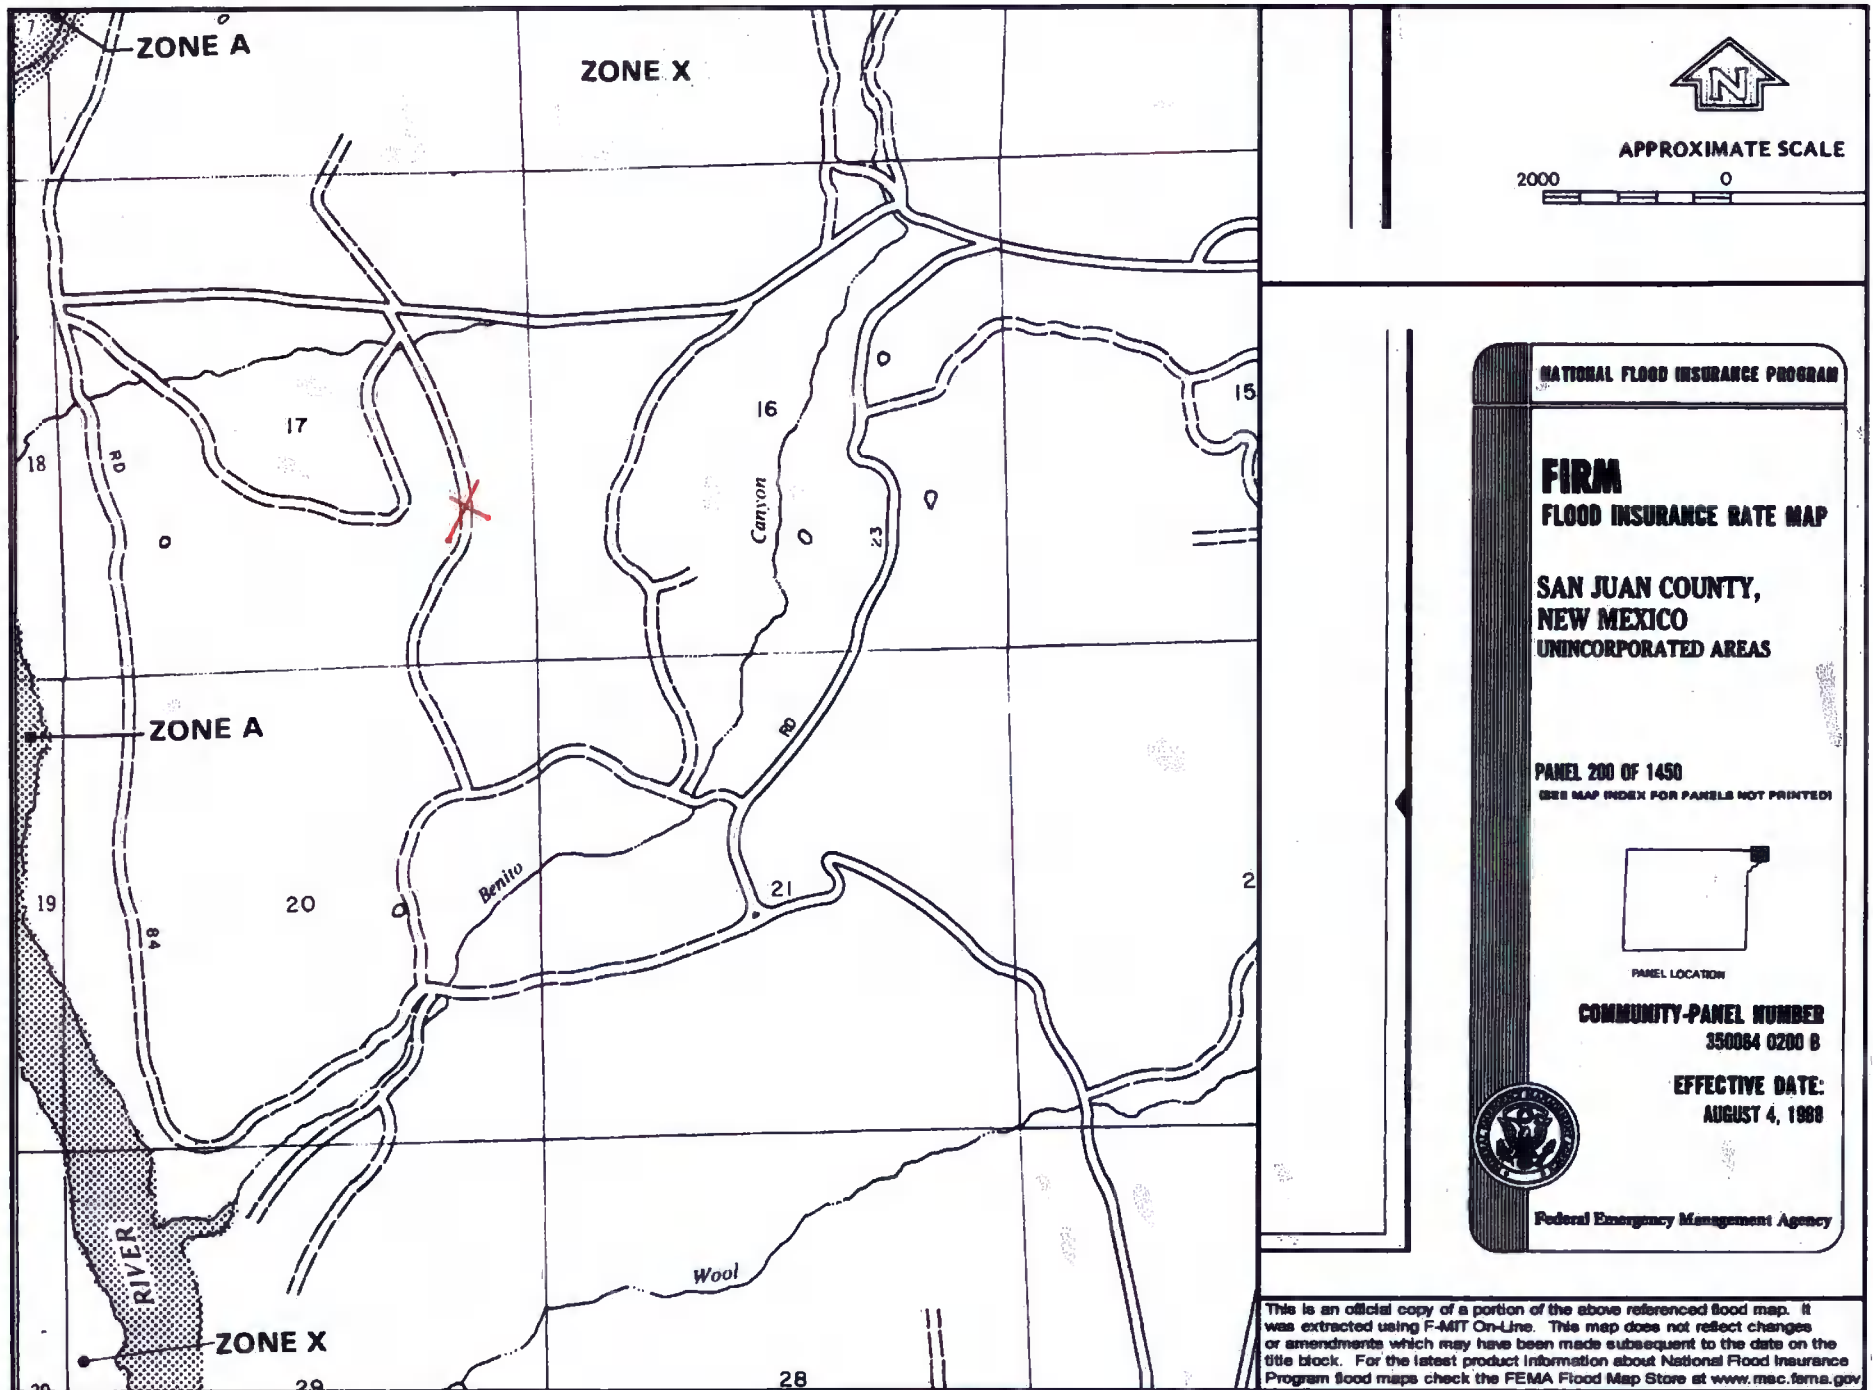 ZONE A
ZONE X
N
APPROXIMATE SCALE
2000 0
NATIONAL FLOOD INSURANCE PROGRAM
FIRM
FLOOD INSURANCE RATE MAP
SAN JUAN COUNTY,
NEW MEXICO
UNINCORPORATED AREAS
PANEL 200 OF 1450
(SEE MAP INDEX FOR PANELS NOT PRINTED)
PANEL LOCATION
COMMUNITY-PANEL NUMBER
350064 0200 B
EFFECTIVE DATE:
AUGUST 4, 1988
Federal Emergency Management Agency
This is an official copy of a portion of the above referenced flood map. It
was extracted using F-MIT On-Line. This map does not reflect changes
or amendments which may have been made subsequent to the date on the
title block. For the latest product information about National Flood Insurance
Program flood maps check the FEMA Flood Map Store at www.msc.fema.gov
7
15
16
17
18
RD
Canyon
23
RD
ZONE A
19
20
84
Benito
21
2
RIVER
Wool
ZONE X
29
28